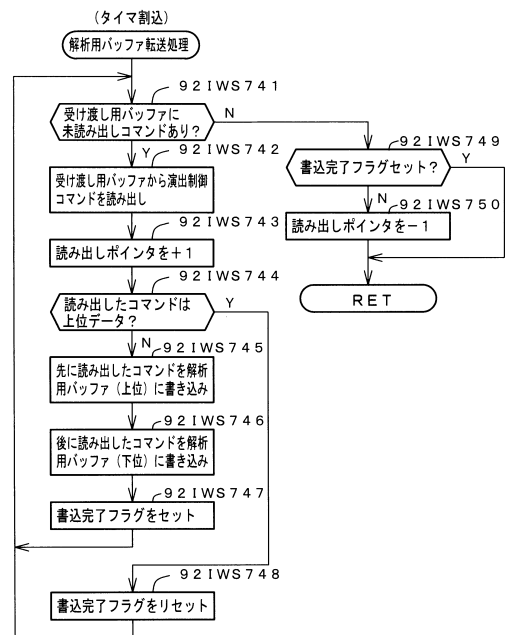 (タイマ割込)
解析用バッファ転送処理
92IWS741
受け渡し用バッファに
未読み出しコマンドあり?
N
Y
92IWS742
受け渡し用バッファから演出制御
コマンドを読み出し
92IWS743
読み出しポインタを+1
92IWS744
読み出したコマンドは
上位データ?
Y
N
92IWS745
先に読み出したコマンドを解析
用バッファ(上位)に書き込み
92IWS746
後に読み出したコマンドを解析
用バッファ(下位)に書き込み
92IWS747
書込完了フラグをセット
92IWS748
書込完了フラグをリセット
92IWS749
書込完了フラグセット?
Y
N
92IWS750
読み出しポインタを-1
RET